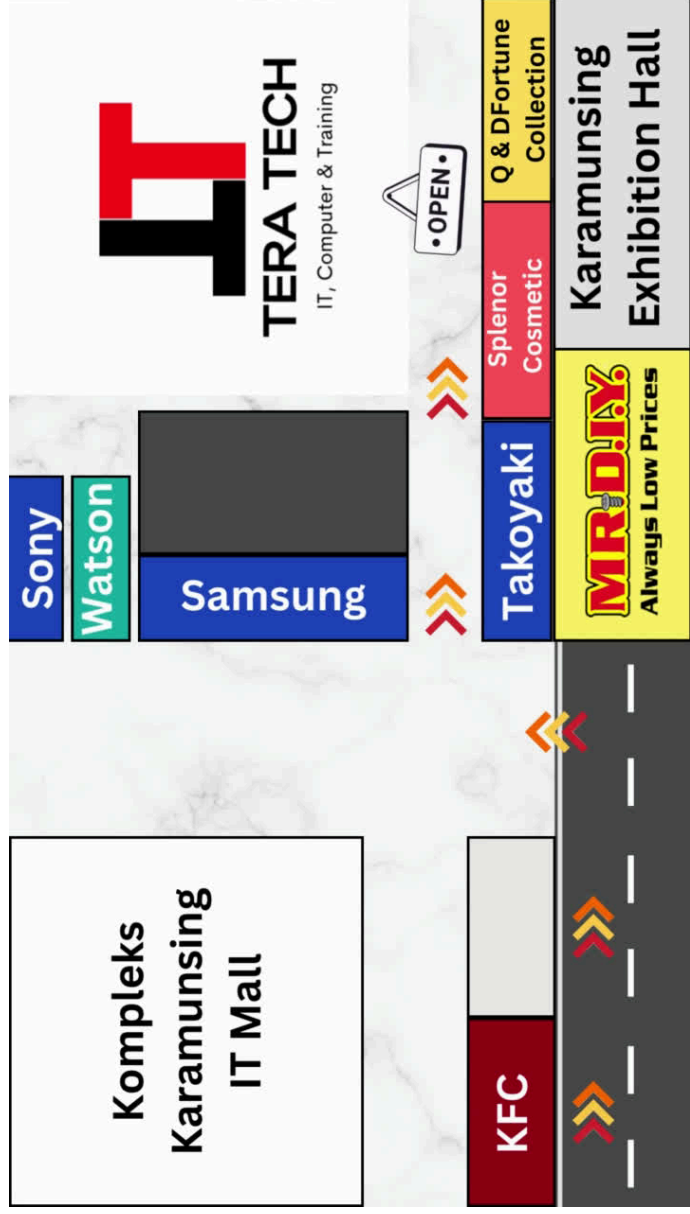 Kompleks
Karamunsing
IT Mall
Sony
Watson
Samsung
TERA TECH
IT, Computer & Training
•OPEN•
KFC
Takoyaki
Splenor
Cosmetic
Q & DFortune
Collection
MR.D.I.Y.
Always Low Prices
Karamunsing
Exhibition Hall